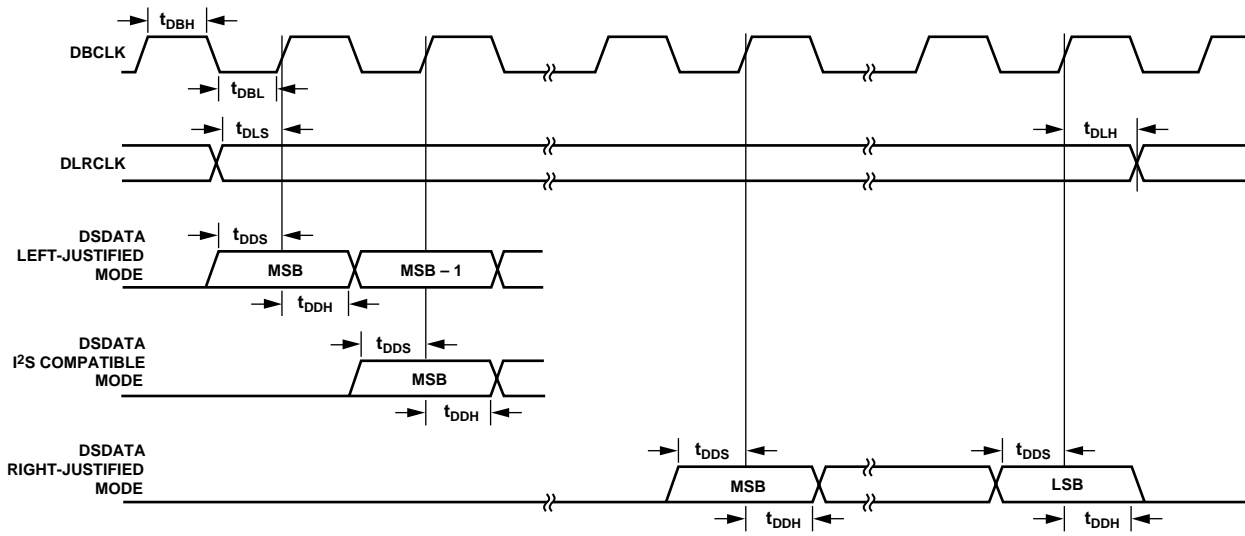 tDBH
DBCLK
tDBL
tDLS
tDLH
DLRCLK
DSDATA
LEFT-JUSTIFIED
MODE
tDDS
MSB
MSB – 1
tDDH
DSDATA
I²S COMPATIBLE
MODE
tDDS
MSB
tDDH
DSDATA
RIGHT-JUSTIFIED
MODE
tDDS
tDDS
MSB
LSB
tDDH
tDDH